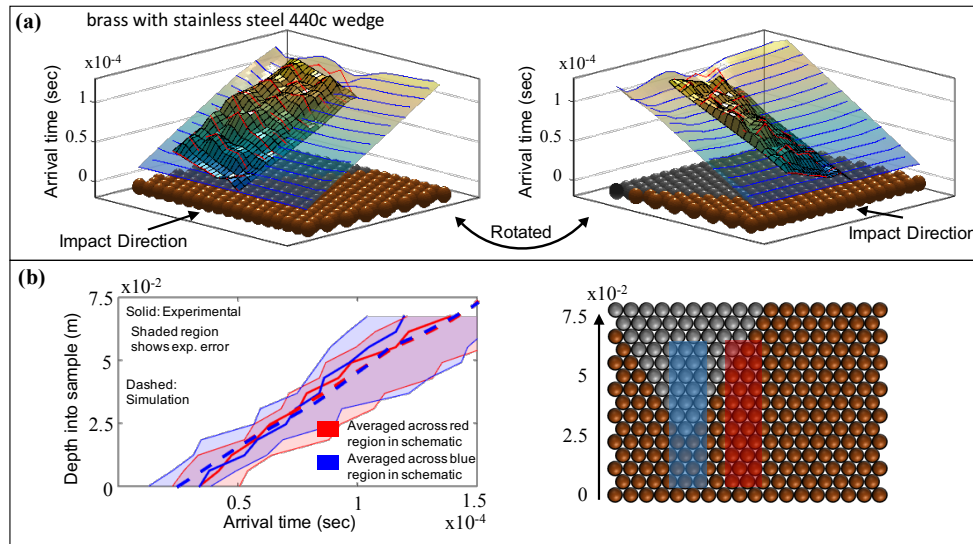 (a)
brass with stainless steel 440c wedge
x10-4
Arrival time (sec)
1
0.5
0
Impact Direction
Rotated
x10-4
Arrival time (sec)
1
0.5
0
Impact Direction
(b)
x10-2
7.5
5
2.5
0
Depth into sample (m)
Solid: Experimental
Shaded region
shows exp. error
Dashed:
Simulation
Averaged across red
region in schematic
Averaged across blue
region in schematic
0.5
1
1.5
x10-4
Arrival time (sec)
x10-2
7.5
5
2.5
0